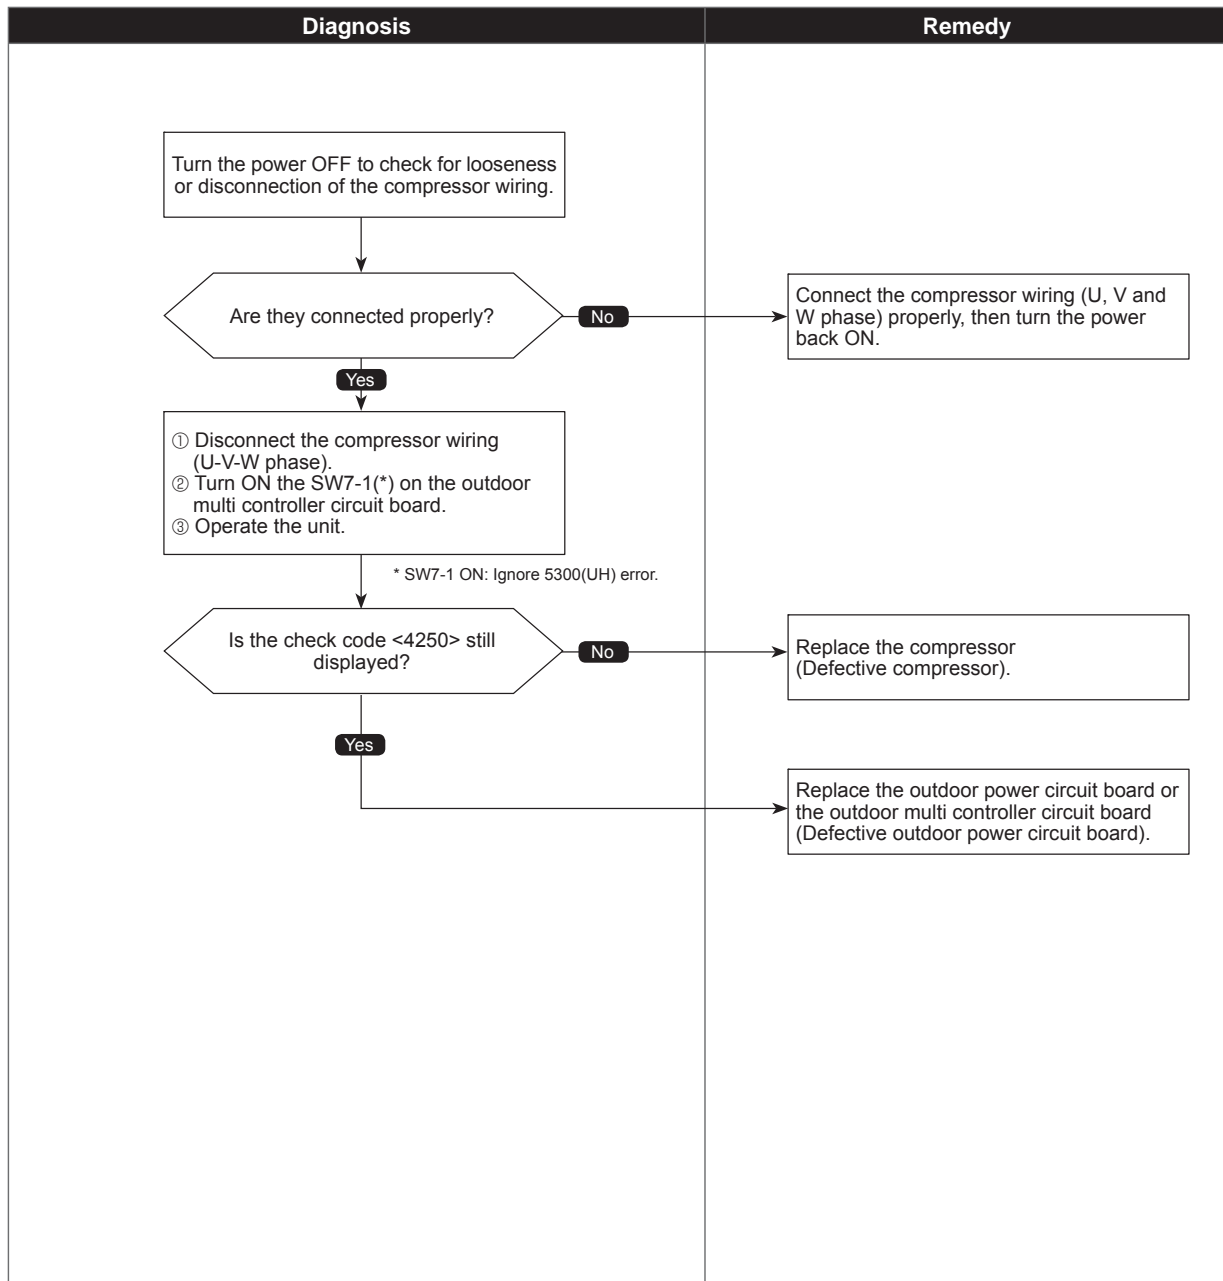 Diagnosis
Remedy
Turn the power OFF to check for looseness
or disconnection of the compressor wiring.
Are they connected properly?
No
Connect the compressor wiring (U, V and
W phase) properly, then turn the power
back ON.
Yes
① Disconnect the compressor wiring
(U-V-W phase).
② Turn ON the SW7-1(*) on the outdoor
multi controller circuit board.
③ Operate the unit.
* SW7-1 ON: Ignore 5300(UH) error.
Is the check code <4250> still
displayed?
No
Replace the compressor
(Defective compressor).
Yes
Replace the outdoor power circuit board or
the outdoor multi controller circuit board
(Defective outdoor power circuit board).